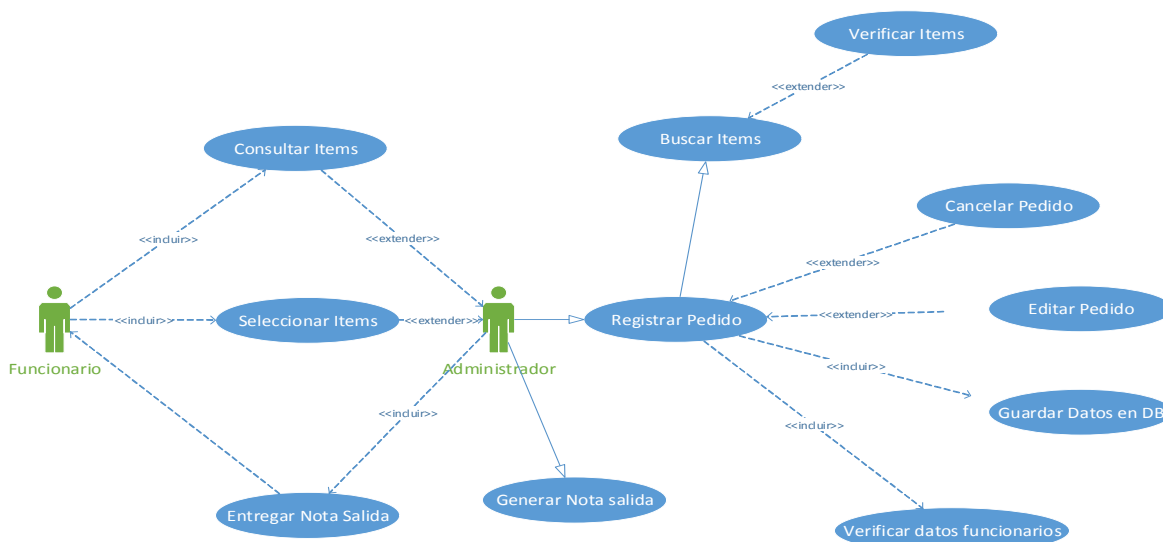 Verificar Items
<<extender>>
Buscar Items
Consultar Items
Cancelar Pedido
<<incluir>>
<<extender>>
<<extender>>
<<incluir>>
Seleccionar Items
<<extender>>
Registrar Pedido
<<extender>>
Editar Pedido
Funcionario
Administrador
<<incluir>>
<<incluir>>
Guardar Datos en DB
<<incluir>>
Generar Nota salida
Entregar Nota Salida
Verificar datos funcionarios